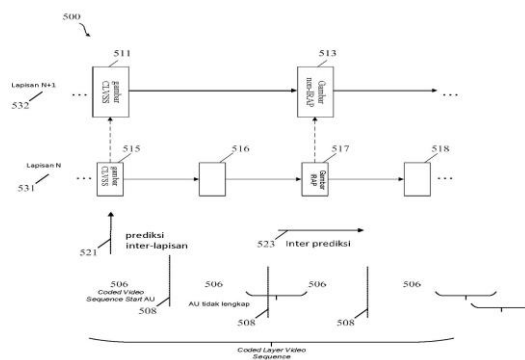 500
511
513
Lapisan N+1
532
gambar
CLVSS
Gambar
non-IRAP
...
...
515
516
517
518
Lapisan N
531
gambar
CLVSS
Gambar
IRAP
...
...
521
prediksi
inter-lapisan
523
Inter prediksi
506
506
506
506
Coded Video
Sequence Start AU
508
AU tidak lengkap
508
508
Coded Layer Video
Sequence